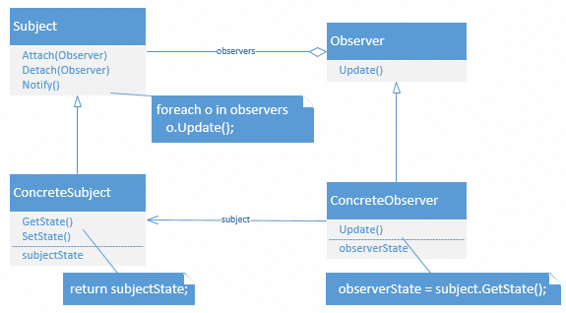 Subject
Attach(Observer)
Detach(Observer)
Notify()
observers
Observer
Update()
foreach o in observers
o.Update();
ConcreteSubject
GetState()
SetState()
subjectState
subject
ConcreteObserver
Update()
observerState
return subjectState;
observerState = subject.GetState();